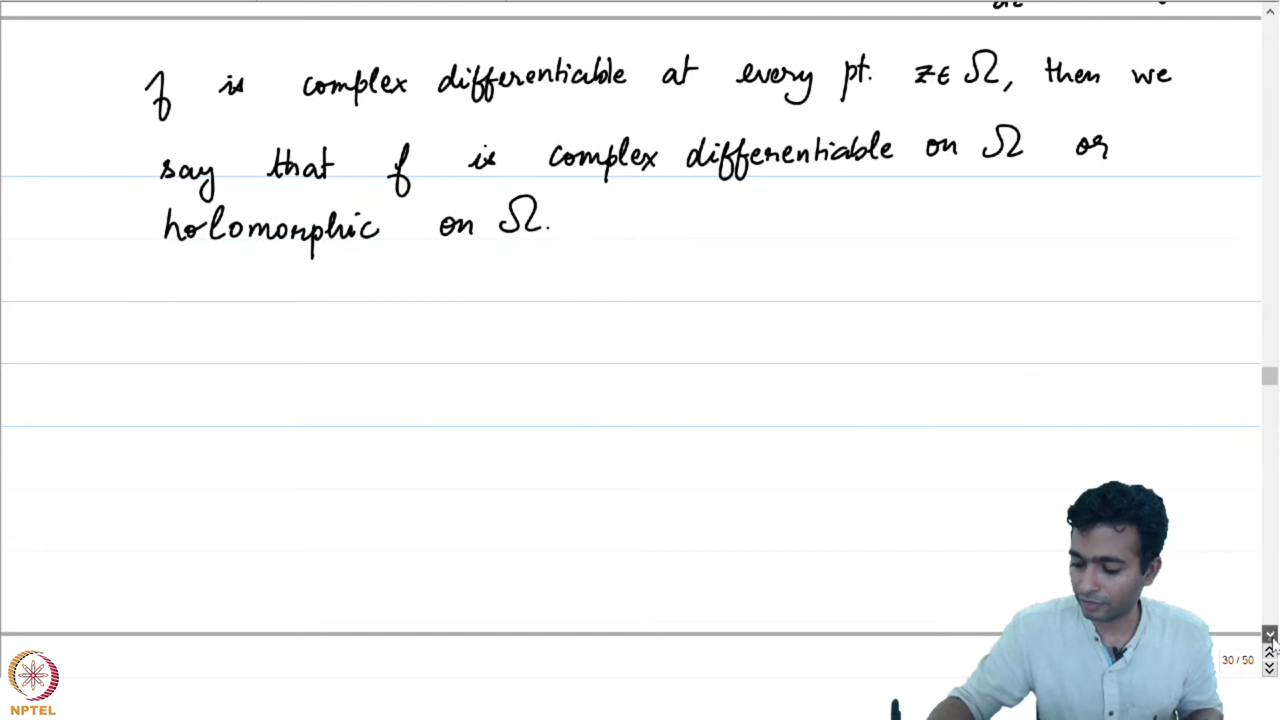 f is complex differentiable at every pt. z ∈ Ω, then we
say that f is complex differentiable on Ω or
holomorphic on Ω.
30 / 50
NPTEL